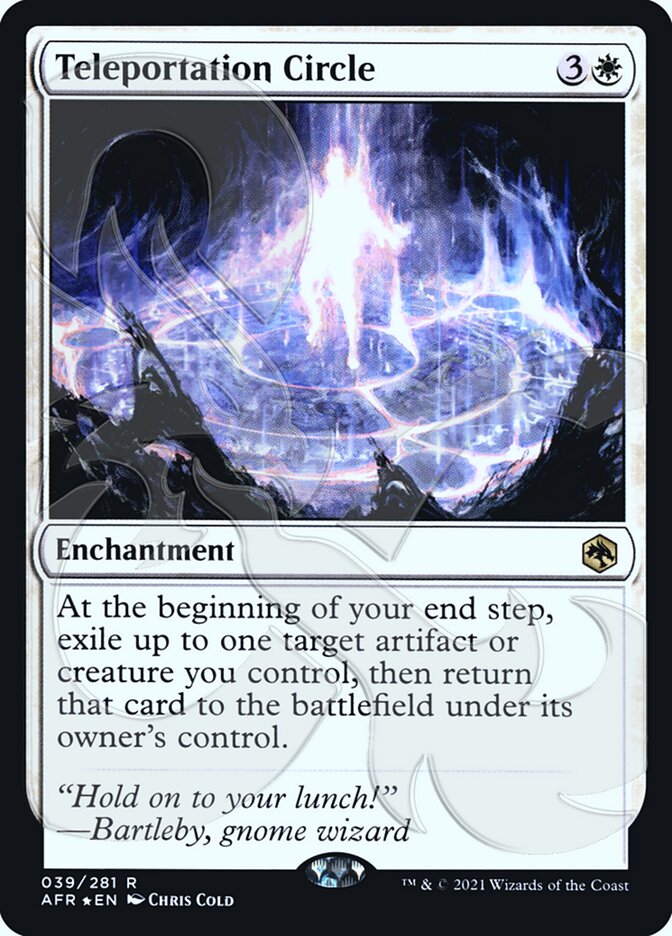 Teleportation Circle 3
Enchantment
At the beginning of your end step,
exile up to one target artifact or
creature you control, then return
that card to the battlefield under its
owner's control.
“Hold on to your lunch!”
—Bartleby, gnome wizard
039/281 R
AFR ★ EN Chris Cold
™ & © 2021 Wizards of the Coast